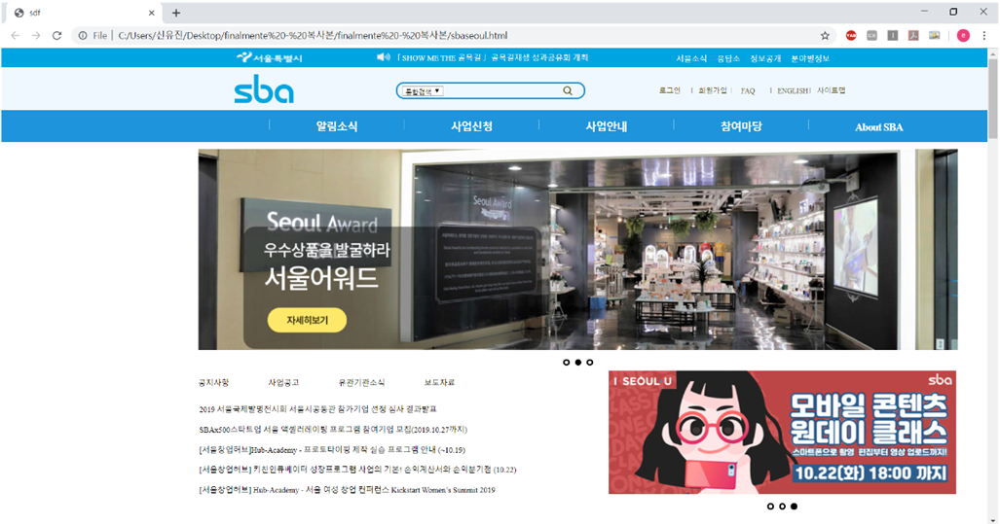 sdf
File | C:/Users/신유진/Desktop/finalmente%20-%20복사본/finalmente%20-%20복사본/sbaseoul.html
서울특별시 「SHOW ME THE 골목길」 골목길재생 성과공유회 개최 서울소식 응답소 정보공개 분야별정보
sba 통합검색 로그인 | 회원가입 | FAQ | ENGLISH | 사이트맵
알림소식 사업신청 사업안내 참여마당 About SBA
Seoul Award
Seoul Award
우수상품을 발굴하라
서울어워드
자세히보기
공지사항 사업공고 유관기관소식 보도자료
2019 서울국제발명전시회 서울시공동관 참가기업 선정 심사 결과발표
SBAx500스타트업 서울 액셀러레이팅 프로그램 참여기업 모집(2019.10.27까지)
[서울창업허브]Hub-Academy - 프로토타이핑 제작 실습 프로그램 안내 (~10.19)
[서울창업허브] 키친인큐베이터 성장프로그램 사업의 기본! 손익계산서와 손익분기점 (10.22)
[서울창업허브] Hub-Academy - 서울 여성 창업 컨퍼런스 Kickstart Women's Summit 2019
I SEOUL U sba
모바일 콘텐츠
원데이 클래스
스마트폰으로 촬영 편집부터 영상 업로드까지!
10.22(화) 18:00 까지